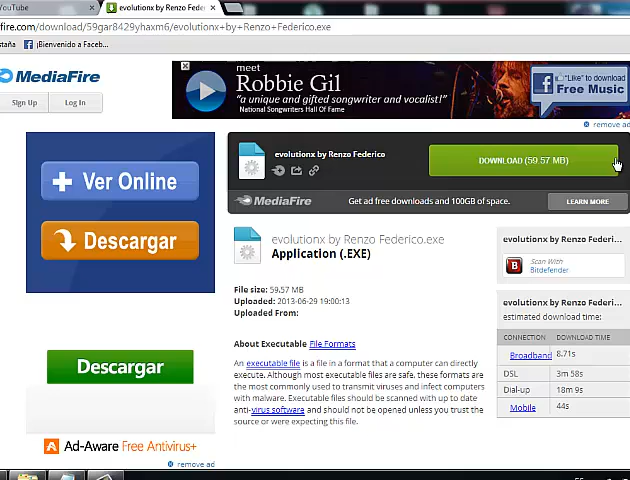 YouTube
evolutionx by Renzo Fede
fire.com/download/59gar8429yhaxm6/evolutionx+by+Renzo+Federico.exe
¡Bienvenido a Faceb...
MediaFire
Sign Up
Log In
meet
Robbie Gil
"a unique and gifted songwriter and vocalist!"
National Songwriters Hall Of Fame
"Like" to download
Free Music
remove ad
Ver Online
Descargar
evolutionx by Renzo Federico
DOWNLOAD (59.57 MB)
MediaFire
Get ad free downloads and 100GB of space.
LEARN MORE
evolutionx by Renzo Federico.exe
Application (.EXE)
File size: 59.57 MB
Uploaded: 2013-06-29 19:00:13
Uploaded From:
About Executable File Formats
An executable file is a file in a format that a computer can directly
execute. Although most executable files are safe, these formats are
the most commonly used to transmit viruses and infect computers
with malware. Executable files should be scanned with up to date
anti-virus software and should not be opened unless you trust the
source or were expecting this file.
evolutionx by Renzo Federi...
Scan With
Bitdefender
evolutionx by Renzo Federi...
estimated download time:
CONNECTION DOWNLOAD TIME
Broadband 8.71s
DSL 3m 58s
Dial-up 18m 9s
Mobile 44s
Descargar
Ad-Aware Free Antivirus+
remove ad